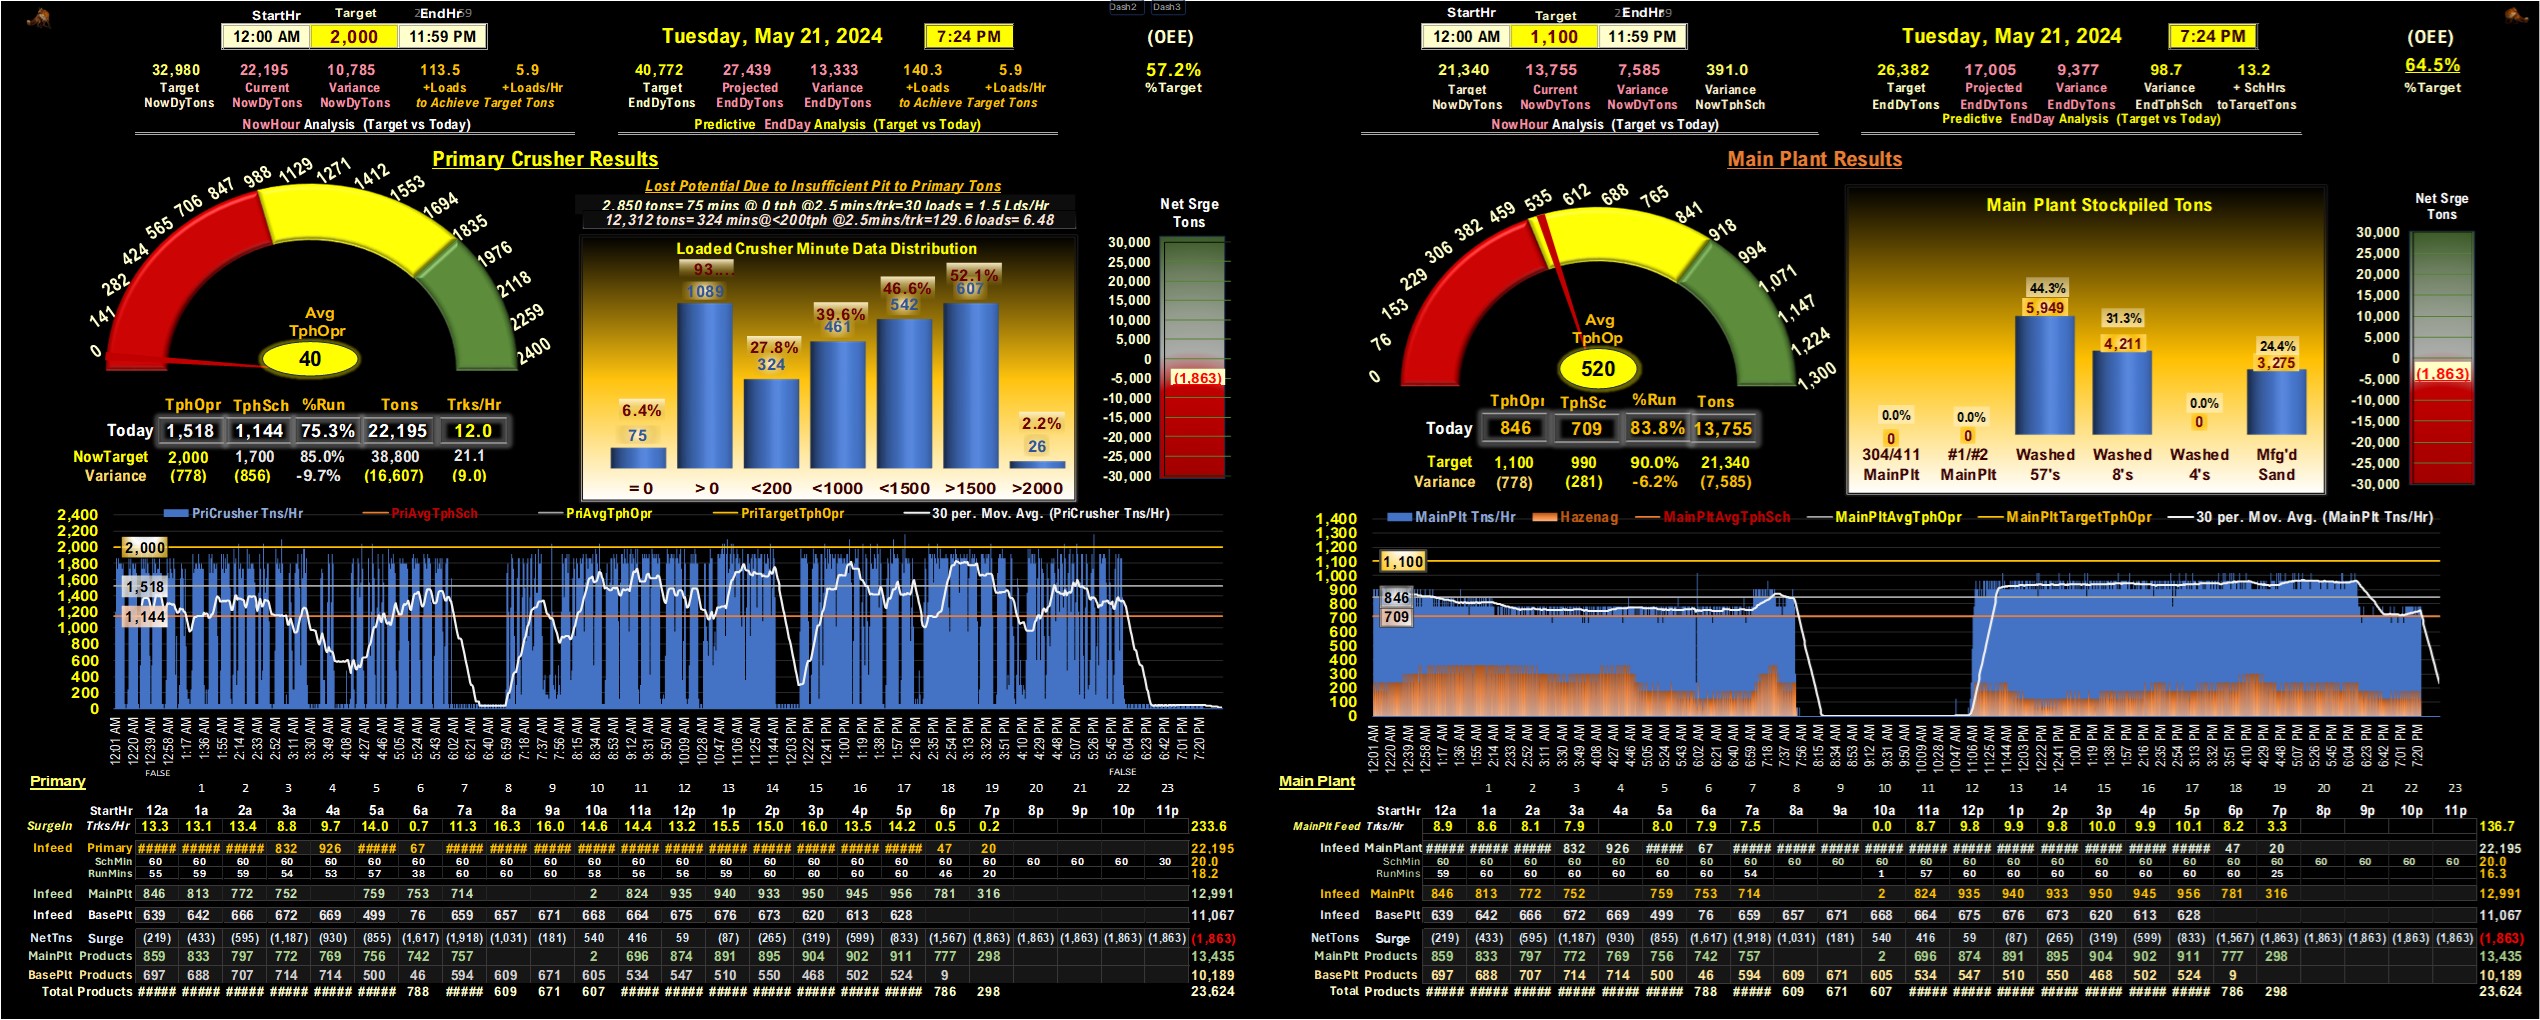 Dash2 Dash3
StartHr Target EndHr
12:00 AM 2,000 11:59 PM
Tuesday, May 21, 2024 7:24 PM
(OEE)
57.2%
%Target
32,980 22,195 10,785 113.5 5.9
Target Current Variance +Loads +Loads/Hr
NowDyTons NowDyTons NowDyTons to Achieve Target Tons
NowHour Analysis (Target vs Today)
40,772 27,439 13,333 140.3 5.9
Target Projected Variance +Loads +Loads/Hr
EndDyTons EndDyTons EndDyTons to Achieve Target Tons
Predictive EndDay Analysis (Target vs Today)
Primary Crusher Results
0 141 282 424 565 706 847 988 1129 1271 1412 1553 1694 1835 1976 2118 2259 2400
Avg
TphOpr
40
TphOpr TphSch %Run Tons Trks/Hr
Today 1,518 1,144 75.3% 22,195 12.0
NowTarget 2,000 1,700 85.0% 38,800 21.1
Variance (778) (856) -9.7% (16,607) (9.0)
Lost Potential Due to Insufficient Pit to Primary Tons
2,850 tons= 75 mins @ 0 tph @2.5 mins/trk=30 loads = 1.5 Lds/Hr
12,312 tons= 324 mins@<200tph @2.5mins/trk=129.6 loads= 6.48
Loaded Crusher Minute Data Distribution
6.4% 93.... 27.8% 39.6% 46.6% 52.1% 2.2%
75 1089 324 461 542 607 26
= 0 > 0 <200 <1000 <1500 >1500 >2000
Net Srge
Tons
30,000
25,000
20,000
15,000
10,000
5,000
0
-5,000 (1,863)
-10,000
-15,000
-20,000
-25,000
-30,000
PriCrusher Tns/Hr PriAvgTphSch PriAvgTphOpr PriTargetTphOpr 30 per. Mov. Avg. (PriCrusher Tns/Hr)
2,400
2,200
2,000 2,000
1,800
1,600 1,518
1,400
1,200 1,144
1,000
800
600
400
200
0
12:01 AM 12:20 AM 12:39 AM 12:58 AM 1:17 AM 1:36 AM 1:55 AM 2:14 AM 2:33 AM 2:52 AM 3:11 AM 3:30 AM 3:49 AM 4:08 AM 4:27 AM 4:46 AM 5:05 AM 5:24 AM 5:43 AM 6:02 AM 6:21 AM 6:40 AM 6:59 AM 7:18 AM 7:37 AM 7:56 AM 8:15 AM 8:34 AM 8:53 AM 9:12 AM 9:31 AM 9:50 AM 10:09 AM 10:28 AM 10:47 AM 11:06 AM 11:25 AM 11:44 AM 12:03 PM 12:22 PM 12:41 PM 1:00 PM 1:19 PM 1:38 PM 1:57 PM 2:16 PM 2:35 PM 2:54 PM 3:13 PM 3:32 PM 3:51 PM 4:10 PM 4:29 PM 4:48 PM 5:07 PM 5:26 PM 5:45 PM 6:04 PM 6:23 PM 6:42 PM 7:01 PM 7:20 PM
FALSE FALSE
Primary 1 2 3 4 5 6 7 8 9 10 11 12 13 14 15 16 17 18 19 20 21 22 23
StartHr 12a 1a 2a 3a 4a 5a 6a 7a 8a 9a 10a 11a 12p 1p 2p 3p 4p 5p 6p 7p 8p 9p 10p 11p
SurgeIn Trks/Hr 13.3 13.1 13.4 8.8 9.7 14.0 0.7 11.3 16.3 16.0 14.6 14.4 13.2 15.5 15.0 16.0 13.5 14.2 0.5 0.2 233.6
Infeed Primary ##### ##### ##### 832 926 ##### 67 ##### ##### ##### ##### ##### ##### ##### ##### ##### ##### ##### 47 20 22,195
SchMin 60 60 60 60 60 60 60 60 60 60 60 60 60 60 60 60 60 60 60 60 60 60 60 30 20.0
RunMins 55 59 59 54 53 57 38 60 60 60 58 56 56 59 60 60 60 60 46 20 18.2
Infeed MainPlt 846 813 772 752 759 753 714 2 824 935 940 933 950 945 956 781 316 12,991
Infeed BasePlt 639 642 666 672 669 499 76 659 657 671 668 664 675 676 673 620 613 628 11,067
NetTns Surge (219) (433) (595) (1,187) (930) (855) (1,617) (1,918) (1,031) (181) 540 416 59 (87) (265) (319) (599) (833) (1,567) (1,863) (1,863) (1,863) (1,863) (1,863) (1,863)
MainPlt Products 859 833 797 772 769 756 742 757 2 696 874 891 895 904 902 911 777 298 13,435
BasePlt Products 697 688 707 714 714 500 46 594 609 671 605 534 547 510 550 468 502 524 9 10,189
Total Products ##### ##### ##### ##### ##### ##### 788 ##### 609 671 607 ##### ##### ##### ##### ##### ##### ##### 786 298 23,624
StartHr Target EndHr
12:00 AM 1,100 11:59 PM
Tuesday, May 21, 2024 7:24 PM
(OEE)
64.5%
%Target
21,340 13,755 7,585 391.0
Target Current Variance Variance
NowDyTons NowDyTons NowDyTons NowTphSch
NowHour Analysis (Target vs Today)
26,382 17,005 9,377 98.7 13.2
Target Projected Variance Variance + SchHrs
EndDyTons EndDyTons EndDyTons EndTphSch toTargetTons
Predictive EndDay Analysis (Target vs Today)
Main Plant Results
0 76 153 229 306 382 459 535 612 688 765 841 918 994 1,071 1,147 1,224 1,300
Avg
TphOp
520
TphOpr TphSc %Run Tons
Today 846 709 83.8% 13,755
Target 1,100 990 90.0% 21,340
Variance (778) (281) -6.2% (7,585)
Main Plant Stockpiled Tons
0.0% 0.0% 44.3% 31.3% 0.0% 24.4%
0 0 5,949 4,211 0 3,275
304/411 #1/#2 Washed Washed Washed Mfg'd
MainPlt MainPlt 57's 8's 4's Sand
Net Srge
Tons
30,000
25,000
20,000
15,000
10,000
5,000
0
-5,000 (1,863)
-10,000
-15,000
-20,000
-25,000
-30,000
MainPlt Tns/Hr Hazenag MainPltAvgTphSch MainPltAvgTphOpr MainPltTargetTphOpr 30 per. Mov. Avg. (MainPlt Tns/Hr)
1,400
1,300
1,200
1,100 1,100
1,000
900
800 846
700 709
600
500
400
300
200
100
0
12:01 AM 12:20 AM 12:39 AM 12:58 AM 1:17 AM 1:36 AM 1:55 AM 2:14 AM 2:33 AM 2:52 AM 3:11 AM 3:30 AM 3:49 AM 4:08 AM 4:27 AM 4:46 AM 5:05 AM 5:24 AM 5:43 AM 6:02 AM 6:21 AM 6:40 AM 6:59 AM 7:18 AM 7:37 AM 7:56 AM 8:15 AM 8:34 AM 8:53 AM 9:12 AM 9:31 AM 9:50 AM 10:09 AM 10:28 AM 10:47 AM 11:06 AM 11:25 AM 11:44 AM 12:03 PM 12:22 PM 12:41 PM 1:00 PM 1:19 PM 1:38 PM 1:57 PM 2:16 PM 2:35 PM 2:54 PM 3:13 PM 3:32 PM 3:51 PM 4:10 PM 4:29 PM 4:48 PM 5:07 PM 5:26 PM 5:45 PM 6:04 PM 6:23 PM 6:42 PM 7:01 PM 7:20 PM
Main Plant 1 2 3 4 5 6 7 8 9 10 11 12 13 14 15 16 17 18 19 20 21 22 23
StartHr 12a 1a 2a 3a 4a 5a 6a 7a 8a 9a 10a 11a 12p 1p 2p 3p 4p 5p 6p 7p 8p 9p 10p 11p
MainPlt Feed Trks/Hr 8.9 8.6 8.1 7.9 8.0 7.9 7.5 0.0 8.7 9.8 9.9 9.8 10.0 9.9 10.1 8.2 3.3 136.7
Infeed MainPlant ##### ##### ##### 832 926 ##### 67 ##### ##### ##### ##### ##### ##### ##### ##### ##### ##### ##### 47 20 22,195
SchMin 60 60 60 60 60 60 60 60 60 60 60 60 60 60 60 60 60 60 60 60 60 60 60 60 20.0
RunMins 59 60 60 60 60 60 60 54 1 57 60 60 60 60 60 60 60 25 16.3
Infeed MainPlt 846 813 772 752 759 753 714 2 824 935 940 933 950 945 956 781 316 12,991
Infeed BasePlt 639 642 666 672 669 499 76 659 657 671 668 664 675 676 673 620 613 628 11,067
NetTons Surge (219) (433) (595) (1,187) (930) (855) (1,617) (1,918) (1,031) (181) 540 416 59 (87) (265) (319) (599) (833) (1,567) (1,863) (1,863) (1,863) (1,863) (1,863) (1,863)
MainPlt Products 859 833 797 772 769 756 742 757 2 696 874 891 895 904 902 911 777 298 13,435
BasePlt Products 697 688 707 714 714 500 46 594 609 671 605 534 547 510 550 468 502 524 9 10,189
Total Products ##### ##### ##### ##### ##### ##### 788 ##### 609 671 607 ##### ##### ##### ##### ##### ##### ##### 786 298 23,624